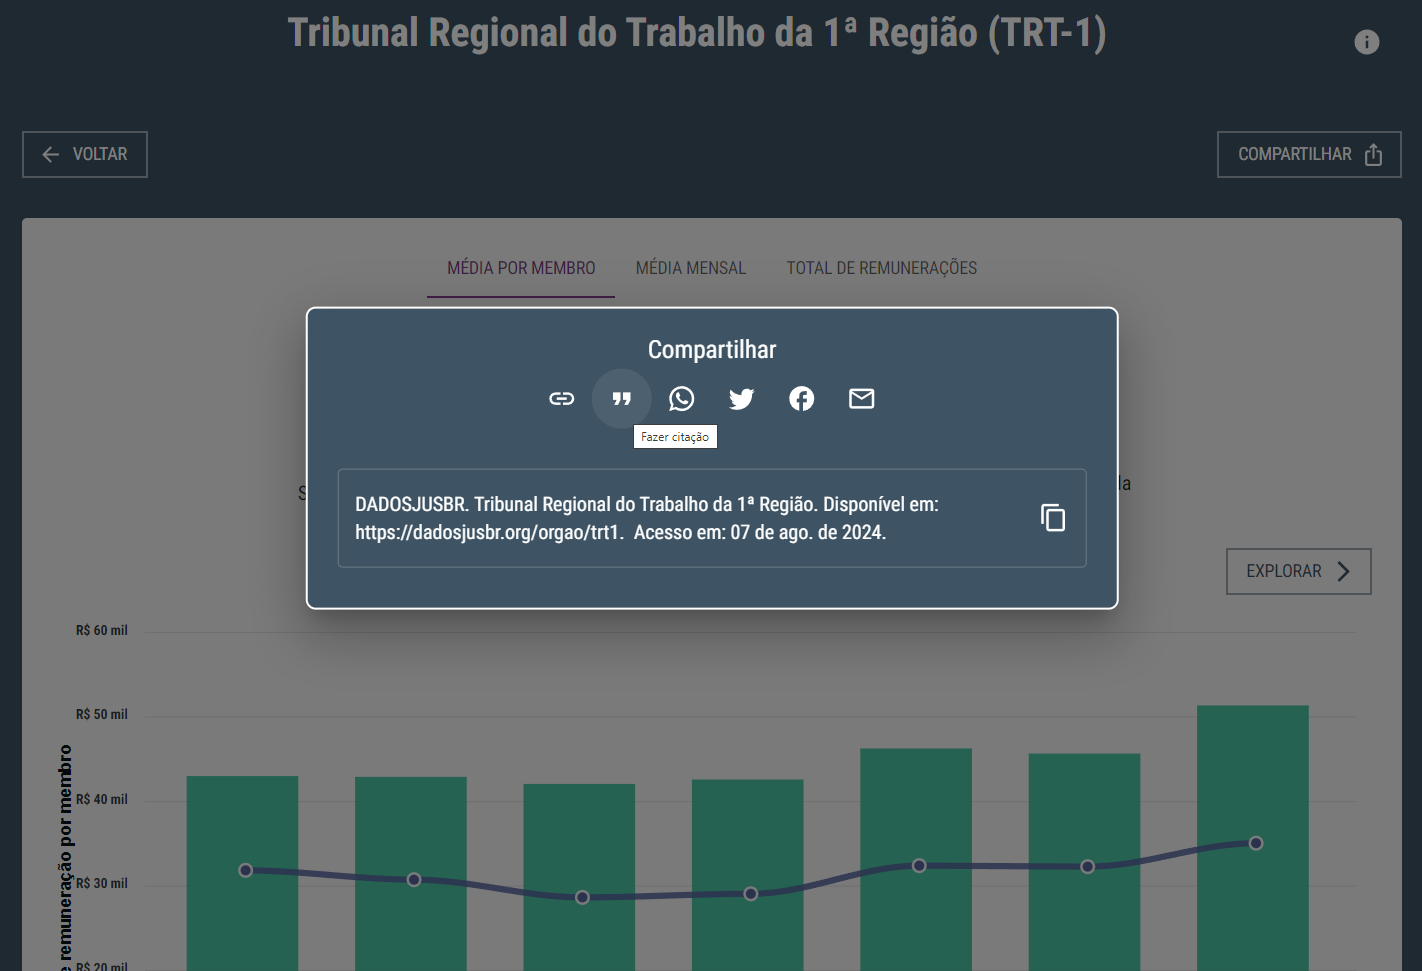 Tribunal Regional do Trabalho da 1ª Região (TRT-1)
VOLTAR
COMPARTILHAR
MÉDIA POR MEMBRO
MÉDIA MENSAL
TOTAL DE REMUNERAÇÕES
Compartilhar
Fazer citação
DADOSJUSBR. Tribunal Regional do Trabalho da 1ª Região. Disponível em:
https://dadosjusbr.org/orgao/trt1. Acesso em: 07 de ago. de 2024.
EXPLORAR
R$ 60 mil
R$ 50 mil
R$ 40 mil
R$ 30 mil
R$ 20 mil
e remuneração por membro